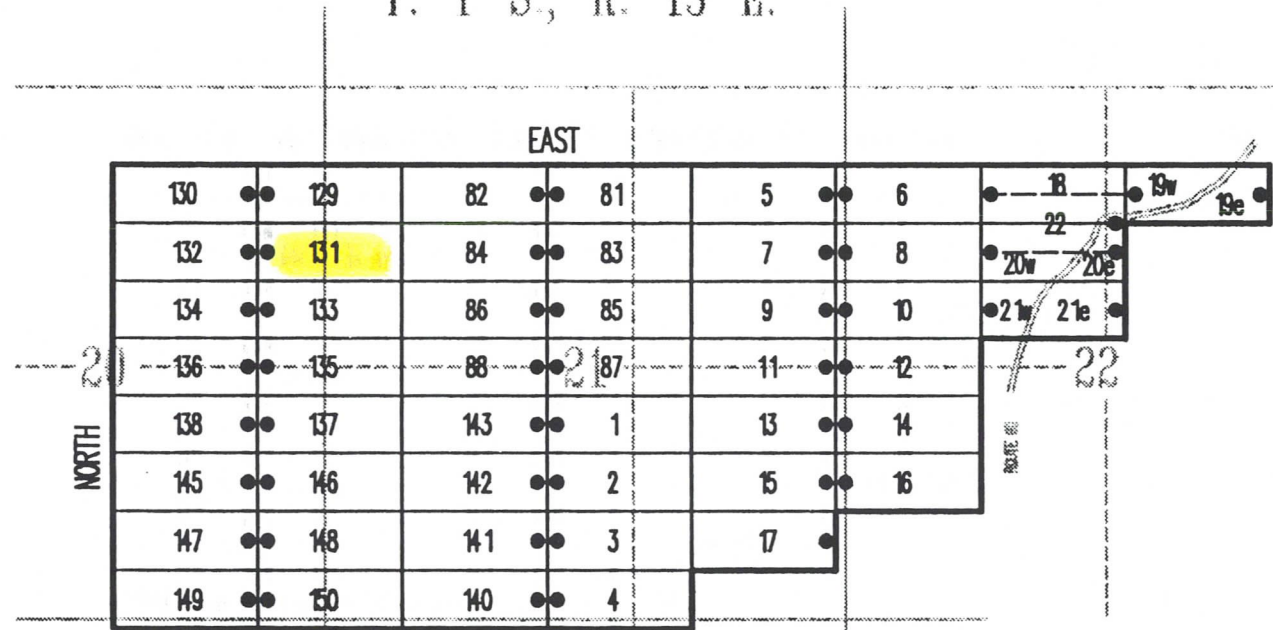 T. 1 S., R. 15 E.
EAST
130 129 82 81 5 6 18 19w 19e
22
132 131 84 83 7 8 20w 20e
134 133 86 85 9 10 21w 21e
20 136 135 88 21 87 11 12 22
138 137 143 1 13 14
NORTH
145 146 142 2 15 16
147 148 141 3 17
149 150 140 4